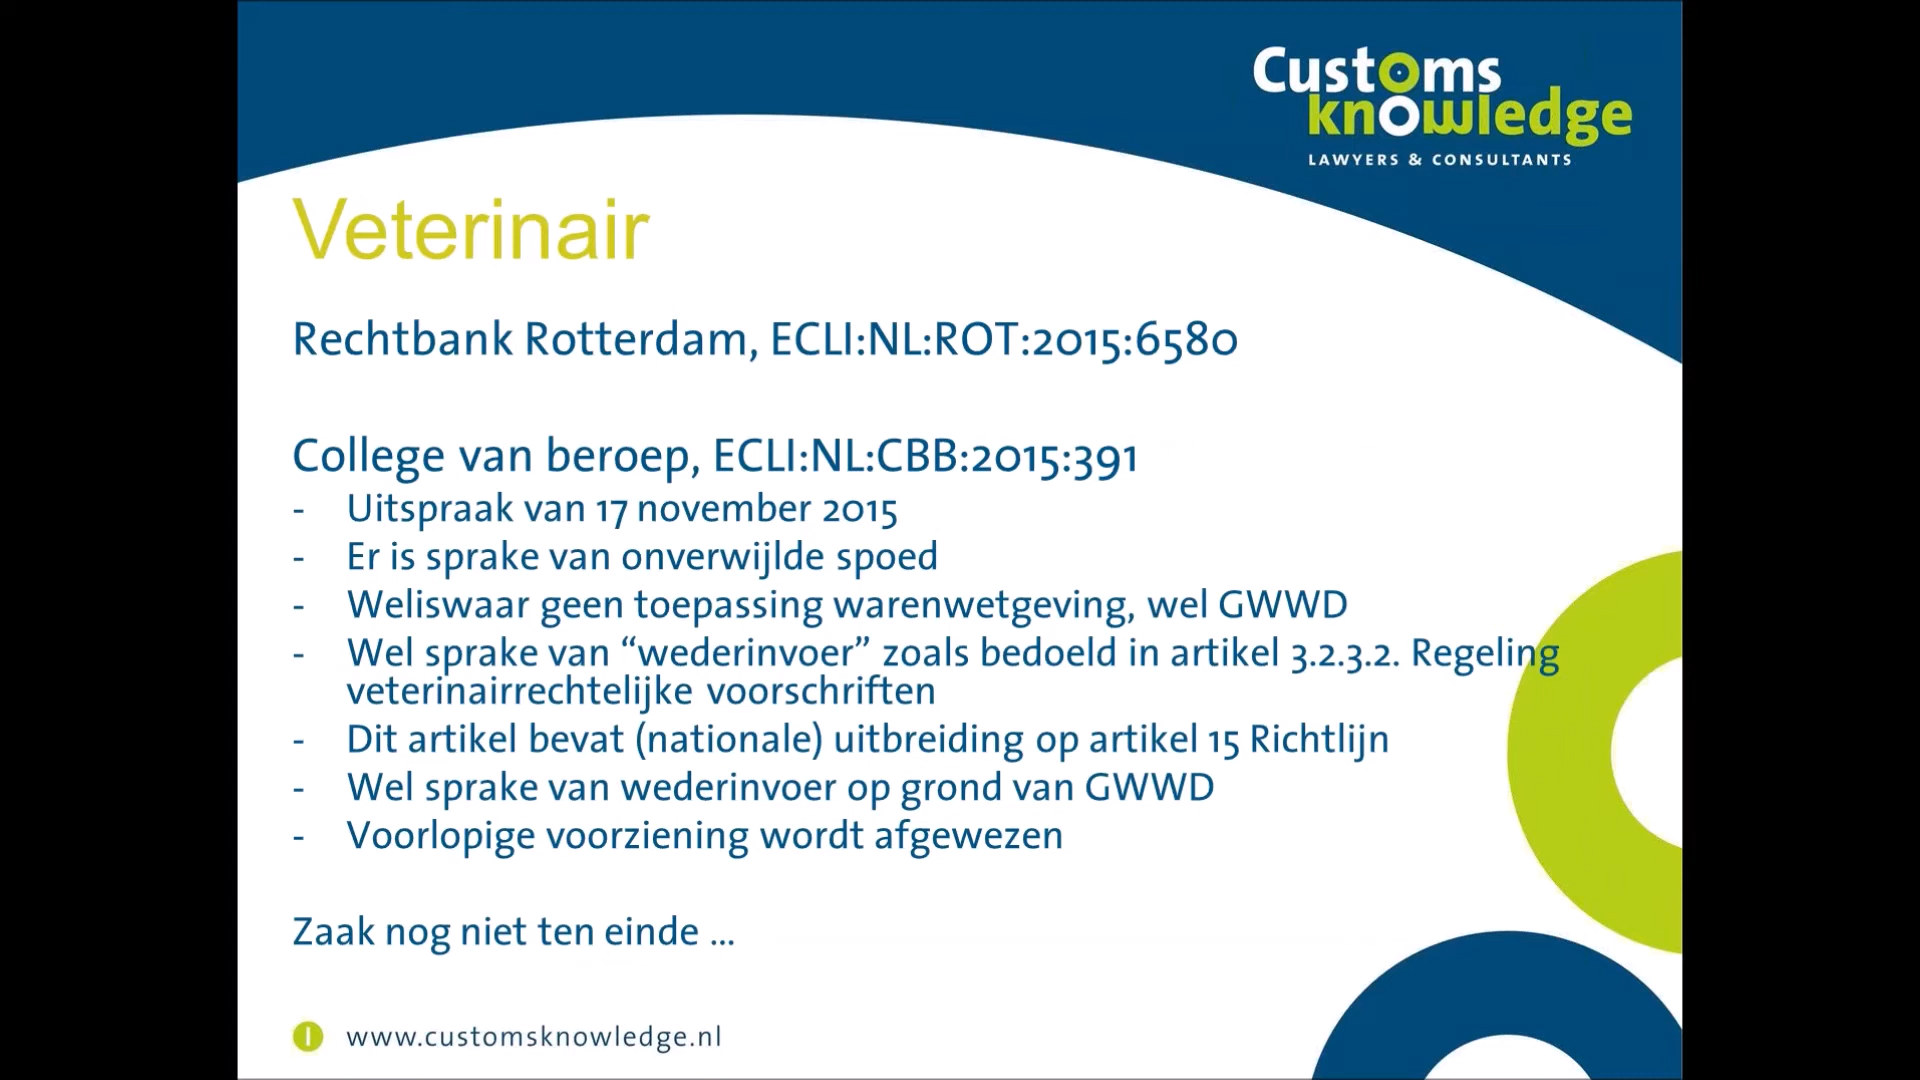 Customs
knowledge
LAWYERS & CONSULTANTS
Veterinair
Rechtbank Rotterdam, ECLI:NL:ROT:2015:6580
College van beroep, ECLI:NL:CBB:2015:391
- Uitspraak van 17 november 2015
- Er is sprake van onverwijlde spoed
- Weliswaar geen toepassing warenwetgeving, wel GWWD
- Wel sprake van “wederinvoer” zoals bedoeld in artikel 3.2.3.2. Regeling
veterinairrechtelijke voorschriften
- Dit artikel bevat (nationale) uitbreiding op artikel 15 Richtlijn
- Wel sprake van wederinvoer op grond van GWWD
- Voorlopige voorziening wordt afgewezen
Zaak nog niet ten einde ...
www.customsknowledge.nl